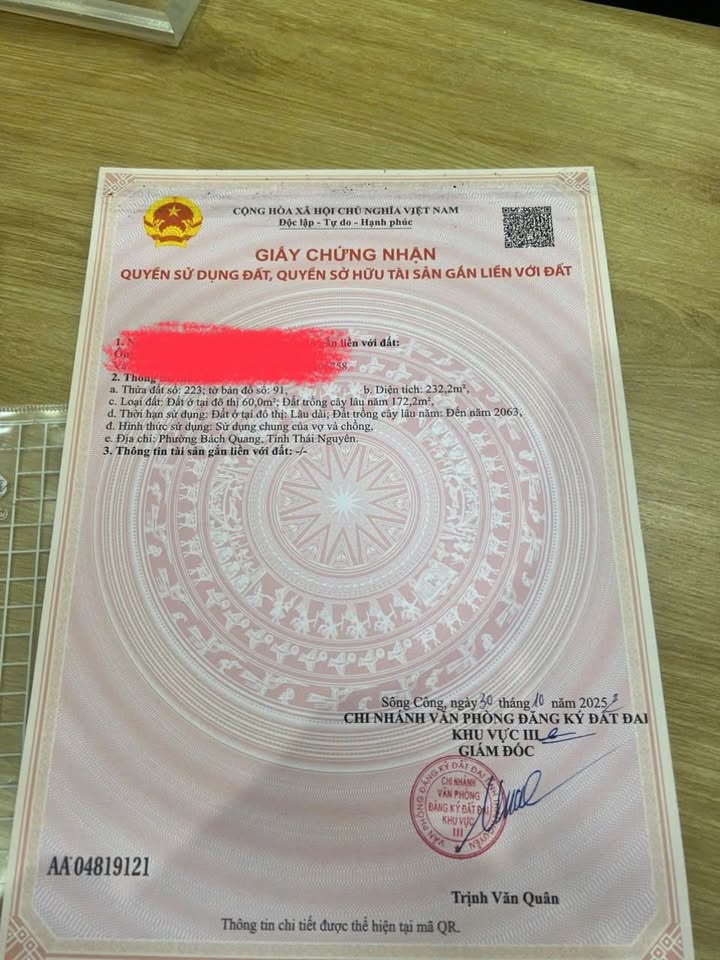 CỘNG HÒA XÃ HỘI CHỦ NGHĨA VIỆT NAM
Độc lập - Tự do - Hạnh phúc
GIẤY CHỨNG NHẬN
QUYỀN SỬ DỤNG ĐẤT, QUYỀN SỞ HỮU TÀI SẢN GẮN LIỀN VỚI ĐẤT
1. gắn liền với đất:
2. Thông
a. Thửa đất số: 223; tờ bản đồ số: 91, b. Diện tích: 232,2m²,
c. Loại đất: Đất ở tại đô thị 60,0m²; Đất trồng cây lâu năm 172,2m²,
d. Thời hạn sử dụng: Đất ở tại đô thị: Lâu dài; Đất trồng cây lâu năm: Đến năm 2063,
đ. Hình thức sử dụng: Sử dụng chung của vợ và chồng,
e. Địa chỉ: Phường Bách Quang, Tỉnh Thái Nguyên.
3. Thông tin tài sản gắn liền với đất: -/-
Sông Công, ngày 30 tháng 10 năm 2025
CHI NHÁNH VĂN PHÒNG ĐĂNG KÝ ĐẤT ĐAI
KHU VỰC III
GIÁM ĐỐC
CHI NHÁNH
VĂN PHÒNG
ĐĂNG KÝ ĐẤT ĐAI
KHU VỰC
III
Trịnh Văn Quân
AA 04819121
Thông tin chi tiết được thể hiện tại mã QR.